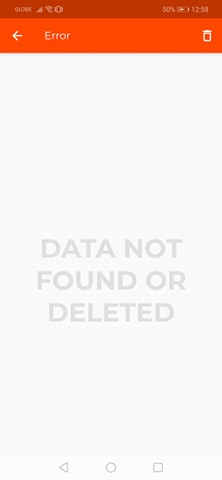 GLOBE 50% 12:58
Error
DATA NOT
FOUND OR
DELETED